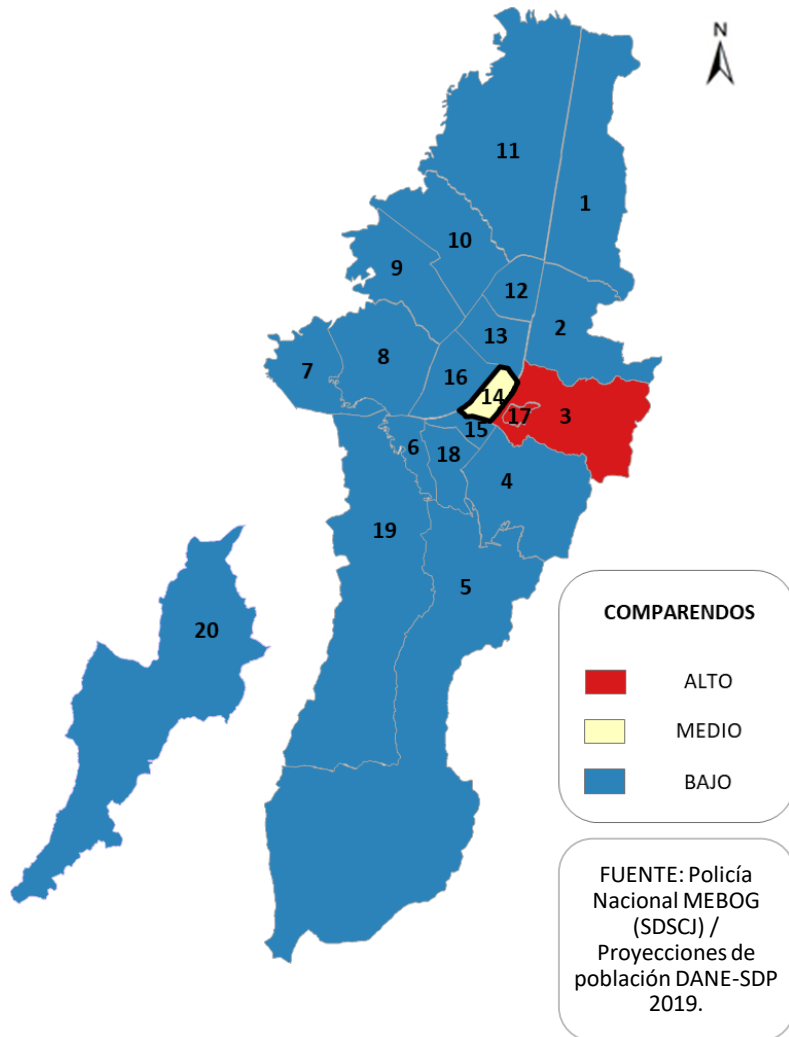 N
11
1
10
9
12
2
13
8
7
16
14
17
3
15
6
18
4
19
5
20
COMPARENDOS
ALTO
MEDIO
BAJO
FUENTE: Policía
Nacional MEBOG
(SDSCJ) /
Proyecciones de
población DANE-SDP
2019.